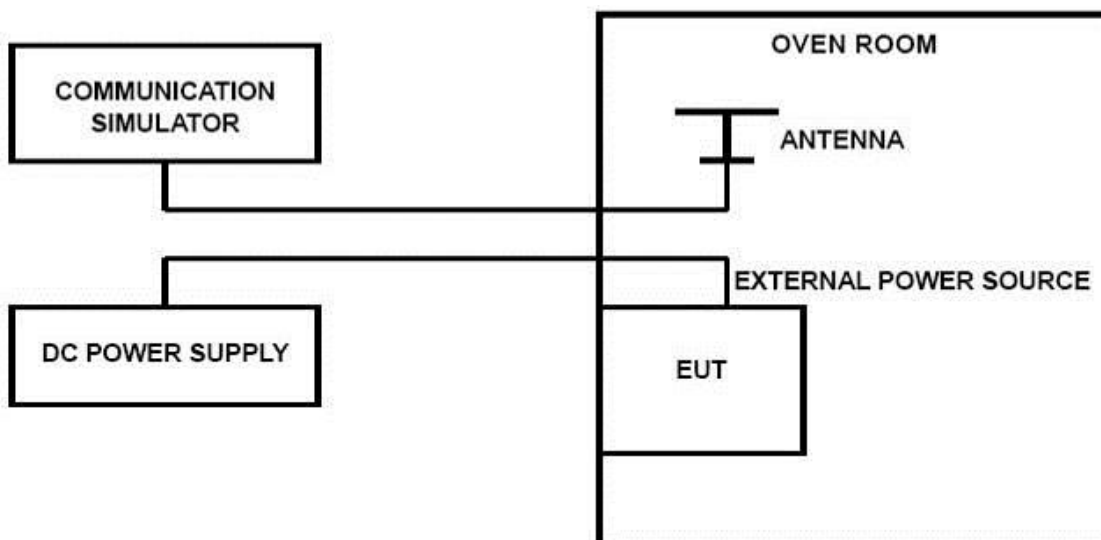 OVEN ROOM
COMMUNICATION
SIMULATOR
ANTENNA
EXTERNAL POWER SOURCE
DC POWER SUPPLY
EUT